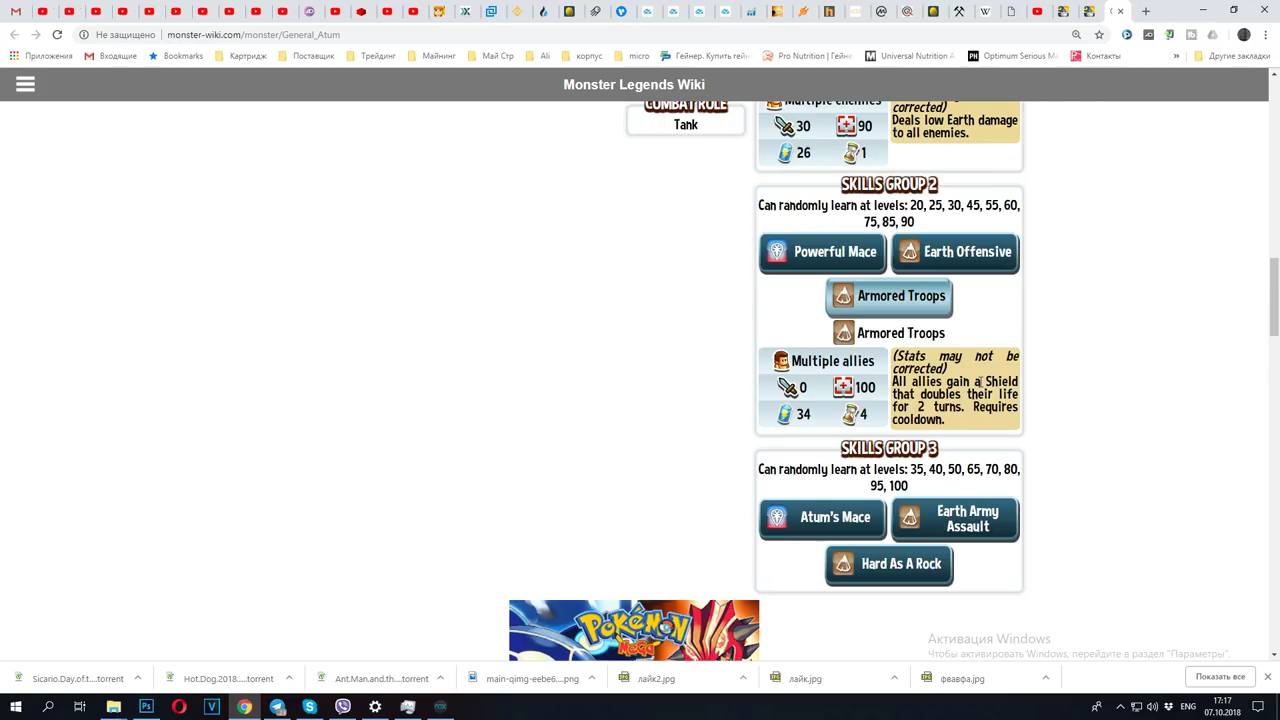 Не защищено
monster-wiki.com/monster/General_Atum
Приложения
Входящие
Bookmarks
Картридж
Поставщик
Трейдинг
Майнинг
Май Стр
Ali
корпус
micro
Гейнер. Купить гейн
Pro Nutrition | Гейне
Universal Nutrition A
Optimum Serious Ma
Контакты
»
Другие закладки
Monster Legends Wiki
COMBAT ROLE
Tank
Multiple enemies
30
90
26
1
corrected)
Deals low Earth damage
to all enemies.
SKILLS GROUP 2
Can randomly learn at levels: 20, 25, 30, 45, 55, 60,
75, 85, 90
Powerful Mace
Earth Offensive
Armored Troops
Armored Troops
Multiple allies
0
100
34
4
(Stats may not be
corrected)
All allies gain a Shield
that doubles their life
for 2 turns. Requires
cooldown.
SKILLS GROUP 3
Can randomly learn at levels: 35, 40, 50, 65, 70, 80,
95, 100
Atum's Mace
Earth Army
Assault
Hard As A Rock
Pokémon
Mega
Активация Windows
Чтобы активировать Windows, перейдите в раздел "Параметры".
Sicario.Day.of.t....torrent
Hot.Dog.2018....torrent
Ant.Man.and.th....torrent
main-qimg-eebe6....png
лайк2.jpg
лайк.jpg
фвавфа.jpg
Показать все
ENG
17:17
07.10.2018